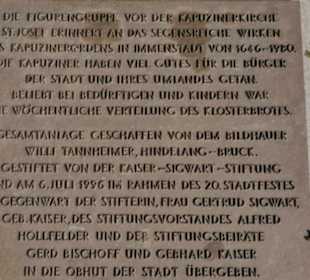 DIE FIGURENGRUPPE VOR DER KAPUZINERKIRCHE
ST. JOSEF ERINNERT AN DAS SEGENSREICHE WIRKEN
KAPUZINERORDENS IN IMMENSTADT VON 1646-1980.
DIE KAPUZINER HABEN VIEL GUTES FÜR DIE BÜRGER
DER STADT UND IHRES UMLANDES GETAN.
BELIEBT BEI BEDÜRFTIGEN UND KINDERN WAR
WÖCHENTLICHE VERTEILUNG DES KLOSTERBROTES.
GESAMTANLAGE GESCHAFFEN VON DEM BILDHAUER
WILLI TANNHEIMER, HINDELANG-BRUCK.
GESTIFTET VON DER KAISER-SIGWART-STIFTUNG
ND AM 6. JULI 1996 IM RAHMEN DES 20. STADTFESTES
GEGENWART DER STIFTERIN, FRAU GERTRUD SIGWART,
GEB. KAISER, DES STIFTUNGSVORSTANDES ALFRED
HOLLFELDER UND DER STIFTUNGSBEIRÄTE
GERD BISCHOFF UND GEBHARD KAISER
IN DIE OBHUT DER STADT ÜBERGEBEN.